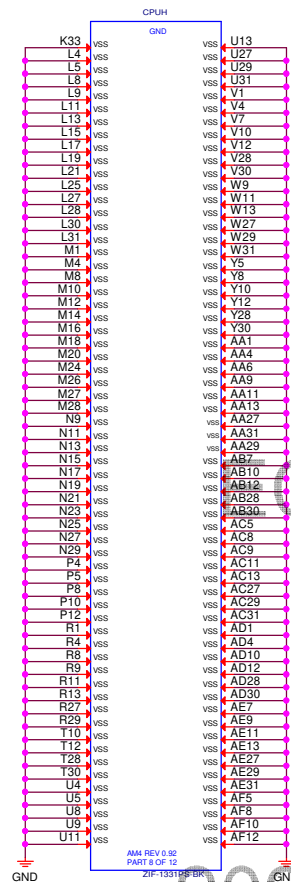 CPUH
GND
K33 VSS VSS U13
L4 VSS VSS U27
L5 VSS VSS U29
L8 VSS VSS U31
L9 VSS VSS V1
L11 VSS VSS V4
L13 VSS VSS V7
L15 VSS VSS V10
L17 VSS VSS V12
L19 VSS VSS V28
L21 VSS VSS V30
L25 VSS VSS W9
L27 VSS VSS W11
L28 VSS VSS W13
L30 VSS VSS W27
L31 VSS VSS W29
M1 VSS VSS W31
M4 VSS VSS Y5
M8 VSS VSS Y8
M10 VSS VSS Y10
M12 VSS VSS Y12
M14 VSS VSS Y28
M16 VSS VSS Y30
M18 VSS VSS AA1
M20 VSS VSS AA4
M24 VSS VSS AA6
M26 VSS VSS AA9
M27 VSS VSS AA11
M28 VSS VSS AA13
N9 VSS VSS AA27
N11 VSS VSS AA31
N13 VSS VSS AA29
N15 VSS VSS AB7
N17 VSS VSS AB10
N19 VSS VSS AB12
N21 VSS VSS AB28
N23 VSS VSS AB30
N25 VSS VSS AC5
N27 VSS VSS AC8
N29 VSS VSS AC9
P4 VSS VSS AC11
P5 VSS VSS AC13
P8 VSS VSS AC27
P10 VSS VSS AC29
P12 VSS VSS AC31
R1 VSS VSS AD1
R4 VSS VSS AD4
R8 VSS VSS AD10
R9 VSS VSS AD12
R11 VSS VSS AD28
R13 VSS VSS AD30
R27 VSS VSS AE7
R29 VSS VSS AE9
T10 VSS VSS AE11
T12 VSS VSS AE13
T28 VSS VSS AE27
T30 VSS VSS AE29
U4 VSS VSS AE31
U5 VSS VSS AF5
U8 VSS VSS AF8
U9 VSS VSS AF10
U11 VSS VSS AF12
AM4 REV 0.92
PART 8 OF 12
ZIF-1331PS-BK
GND